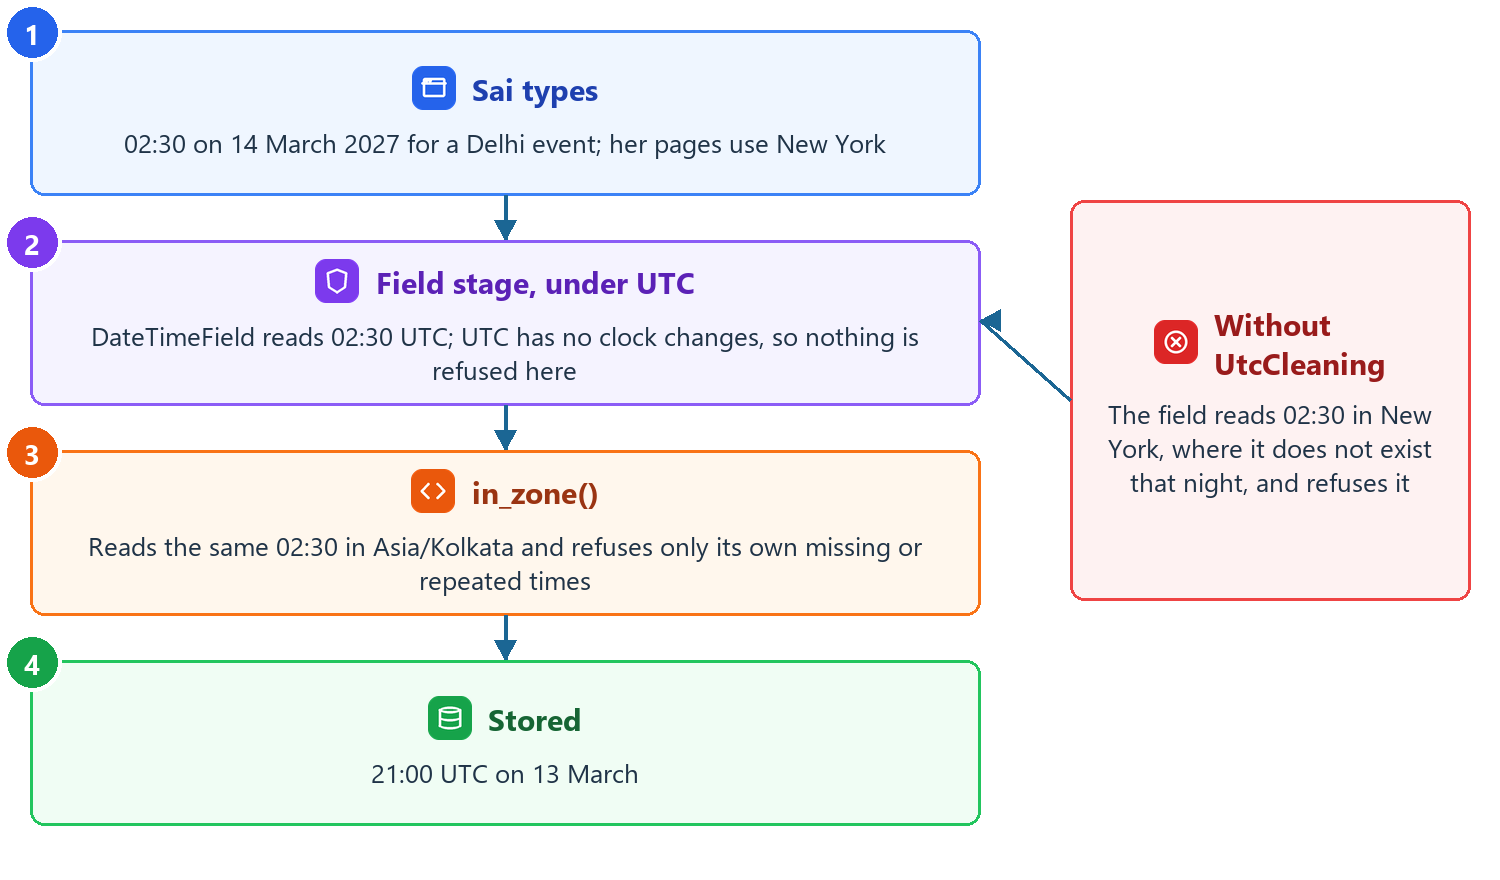 1
Sai types
02:30 on 14 March 2027 for a Delhi event; her pages use New York
2
Field stage, under UTC
DateTimeField reads 02:30 UTC; UTC has no clock changes, so nothing is
refused here
Without
UtcCleaning
The field reads 02:30 in New
York, where it does not exist
that night, and refuses it
3
in_zone()
Reads the same 02:30 in Asia/Kolkata and refuses only its own missing or
repeated times
4
Stored
21:00 UTC on 13 March